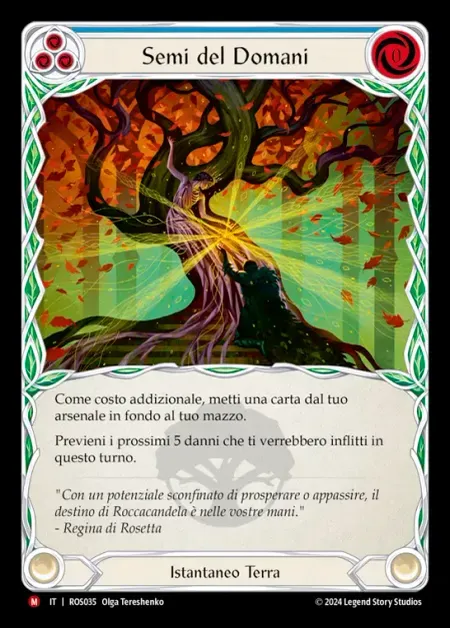 Semi del Domani
0
Come costo addizionale, metti una carta dal tuo
arsenale in fondo al tuo mazzo.
Previeni i prossimi 5 danni che ti verrebbero inflitti in
questo turno.
"Con un potenziale sconfinato di prosperare o appassire, il
destino di Roccacandela è nelle vostre mani."
- Regina di Rosetta
Istantaneo Terra
M IT | ROS035 Olga Tereshenko
© 2024 Legend Story Studios